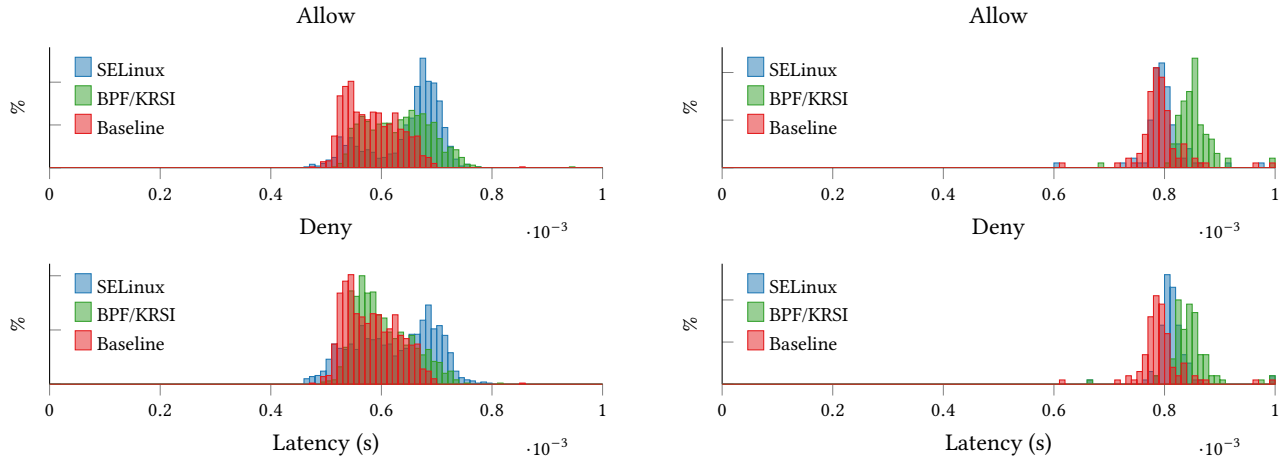 Allow
%
SELinux
BPF/KRSI
Baseline
0 0.2 0.4 0.6 0.8 1
·10−3
Allow
%
SELinux
BPF/KRSI
Baseline
0 0.2 0.4 0.6 0.8 1
·10−3
Deny
%
SELinux
BPF/KRSI
Baseline
0 0.2 0.4 0.6 0.8 1
Latency (s)
·10−3
Deny
%
SELinux
BPF/KRSI
Baseline
0 0.2 0.4 0.6 0.8 1
Latency (s)
·10−3